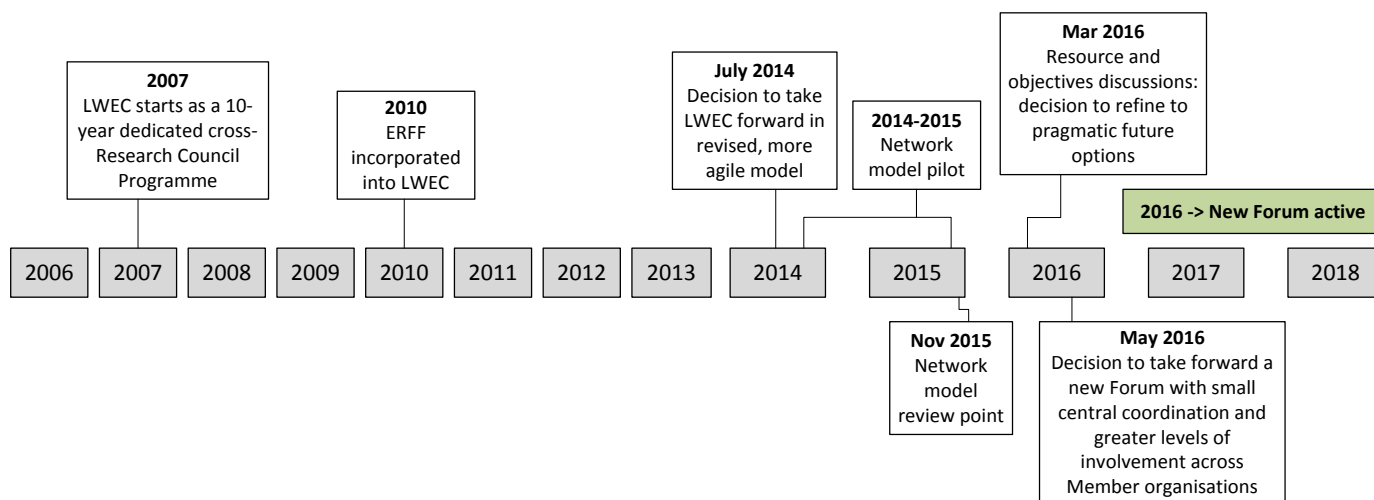 2007
LWEC starts as a 10-
year dedicated cross-
Research Council
Programme
2010
ERFF
incorporated
into LWEC
July 2014
Decision to take
LWEC forward in
revised, more
agile model
2014-2015
Network
model pilot
Mar 2016
Resource and
objectives discussions:
decision to refine to
pragmatic future
options
2016 -> New Forum active
2006
2007
2008
2009
2010
2011
2012
2013
2014
2015
2016
2017
2018
Nov 2015
Network
model
review point
May 2016
Decision to take forward a
new Forum with small
central coordination and
greater levels of
involvement across
Member organisations